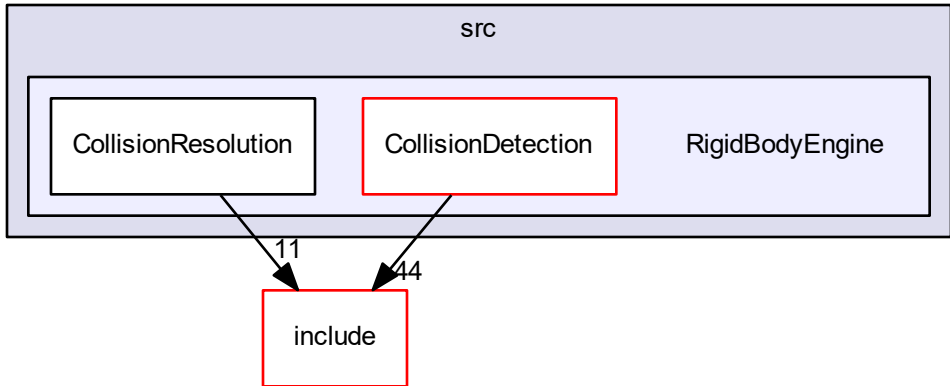 src
CollisionResolution
CollisionDetection
RigidBodyEngine
11
44
include